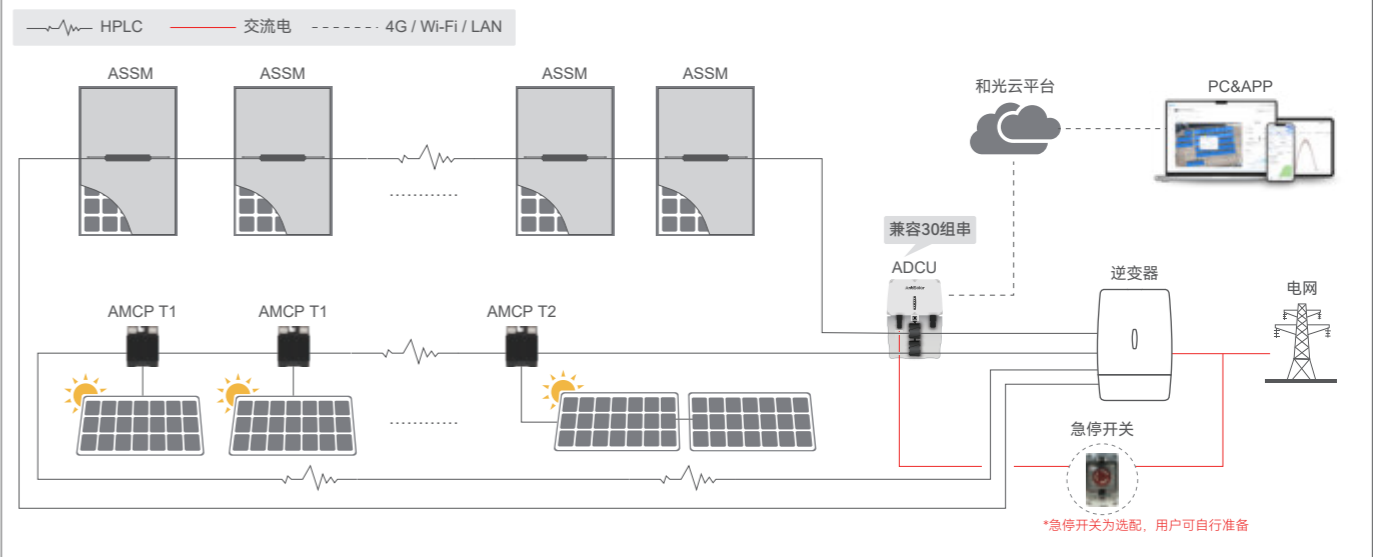 HPLC 交流电 4G / Wi-Fi / LAN
ASSM ASSM ASSM ASSM
和光云平台 PC&APP
兼容30组串
ADCU 逆变器 电网
AMCP T1 AMCP T1 AMCP T2
急停开关
*急停开关为选配，用户可自行准备